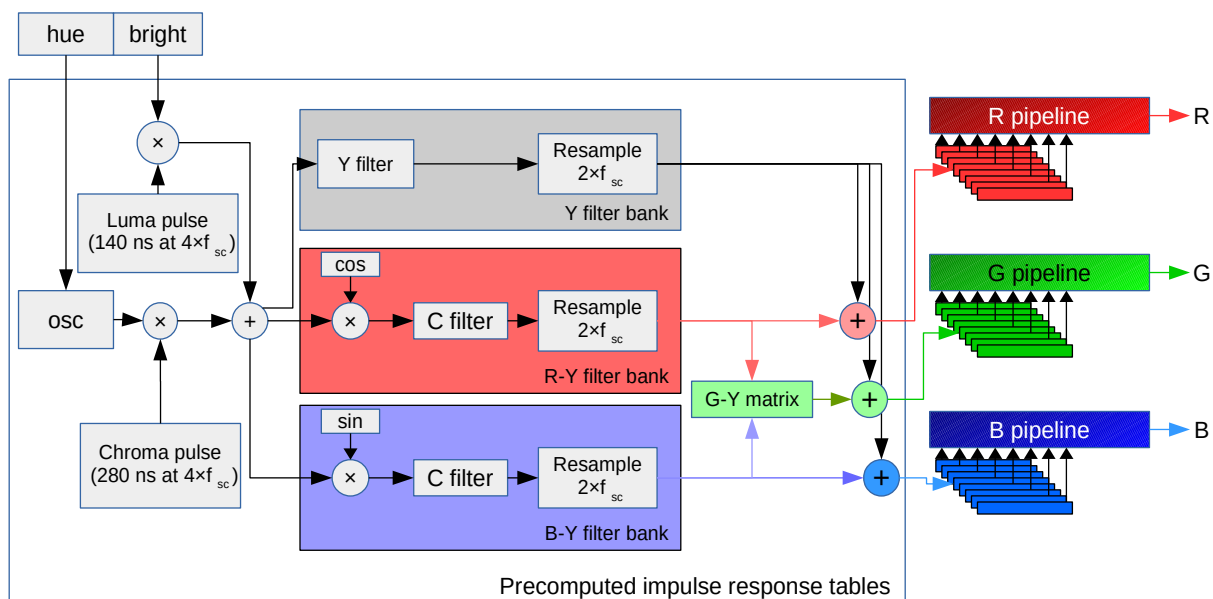 hue bright
×
Luma pulse
(140 ns at 4×f sc)
osc
×
+
Chroma pulse
(280 ns at 4×f sc)
Y filter
Resample
2×f sc
Y filter bank
cos
×
C filter
Resample
2×f sc
R-Y filter bank
sin
×
C filter
Resample
2×f sc
B-Y filter bank
G-Y matrix
+
+
+
R pipeline
R
G pipeline
G
B pipeline
B
Precomputed impulse response tables